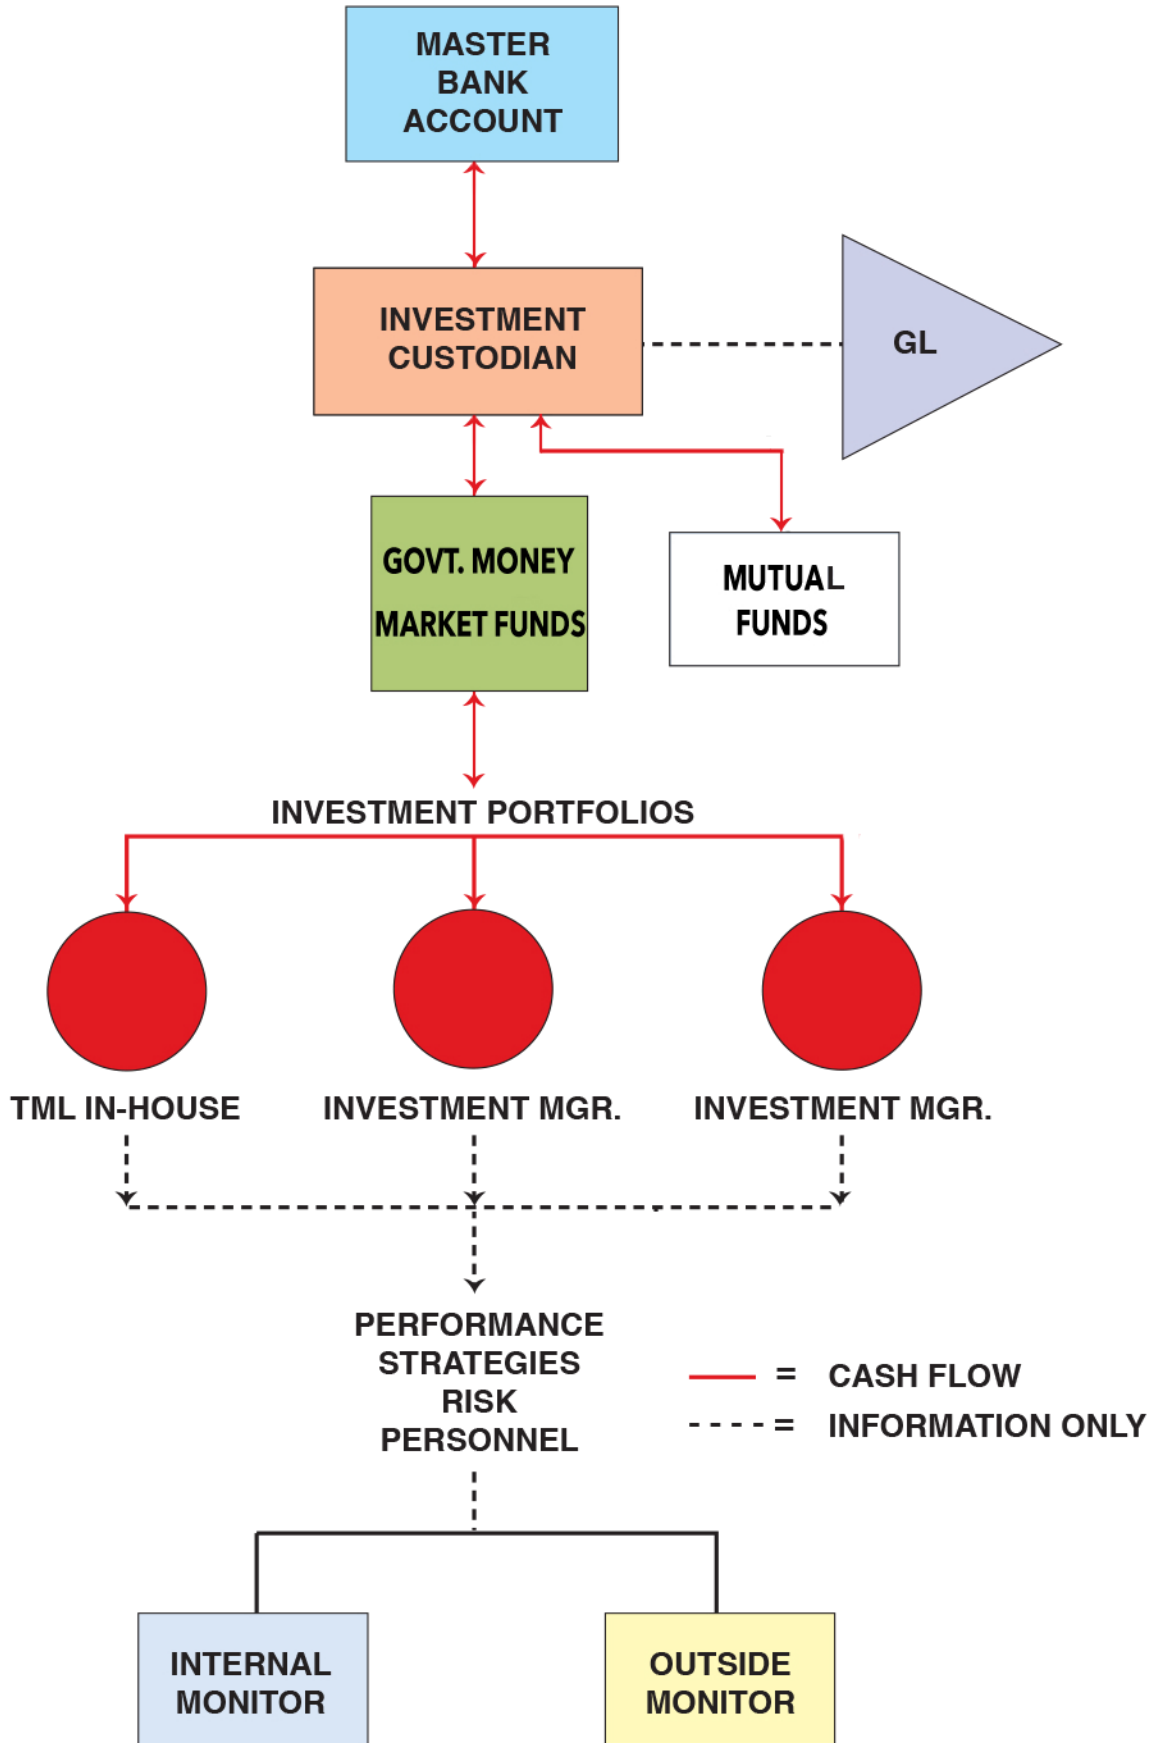 MASTER
BANK
ACCOUNT
INVESTMENT
CUSTODIAN
GL
GOVT. MONEY
MARKET FUNDS
MUTUAL
FUNDS
INVESTMENT PORTFOLIOS
TML IN-HOUSE
INVESTMENT MGR.
INVESTMENT MGR.
PERFORMANCE
STRATEGIES
RISK
PERSONNEL
= CASH FLOW
= INFORMATION ONLY
INTERNAL
MONITOR
OUTSIDE
MONITOR